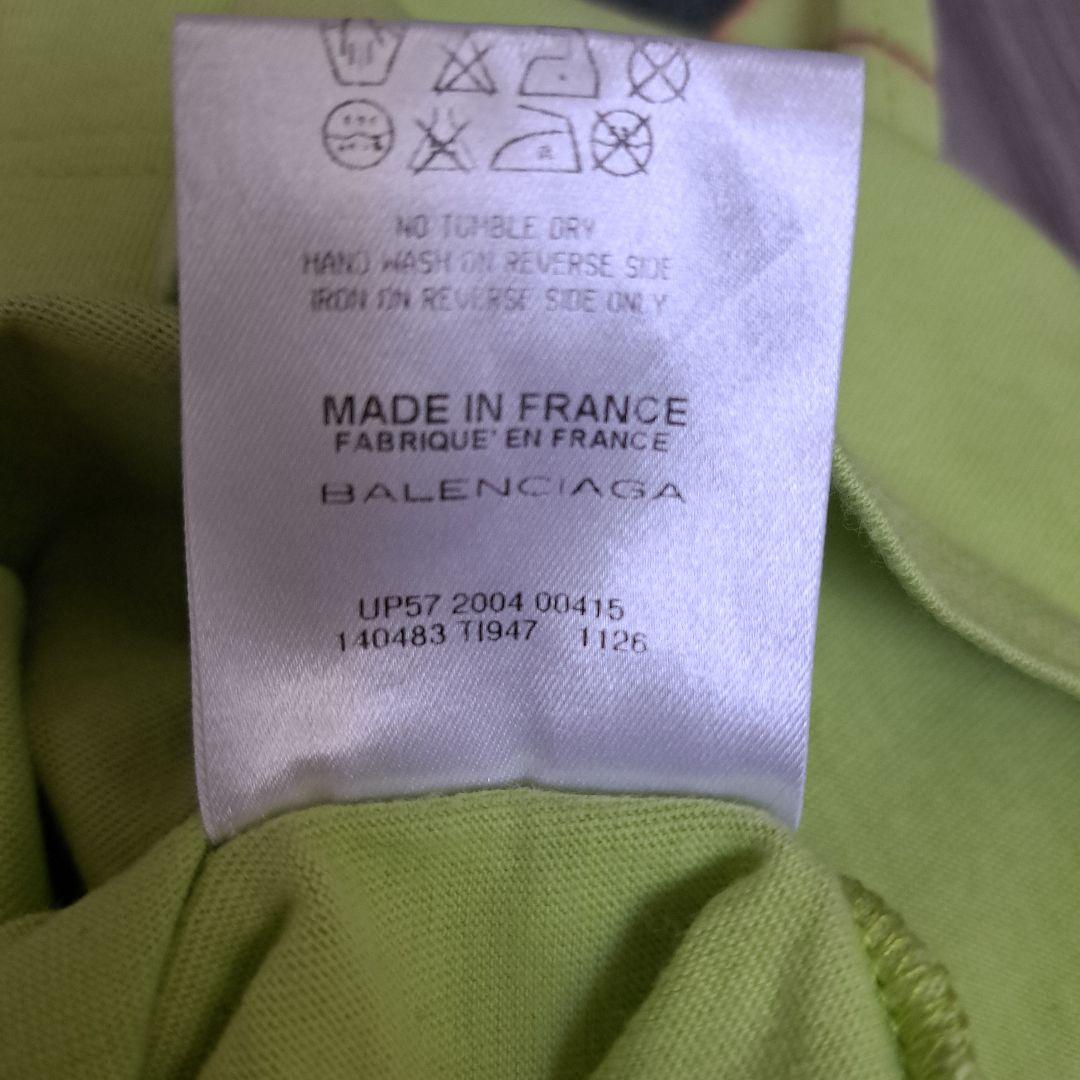 NO TUMBLE DRY
HAND WASH ON REVERSE SIDE
IRON ON REVERSE SIDE ONLY
MADE IN FRANCE
FABRIQUE' EN FRANCE
BALENCIAGA
UP57 2004 00415
140483 TI947 1126